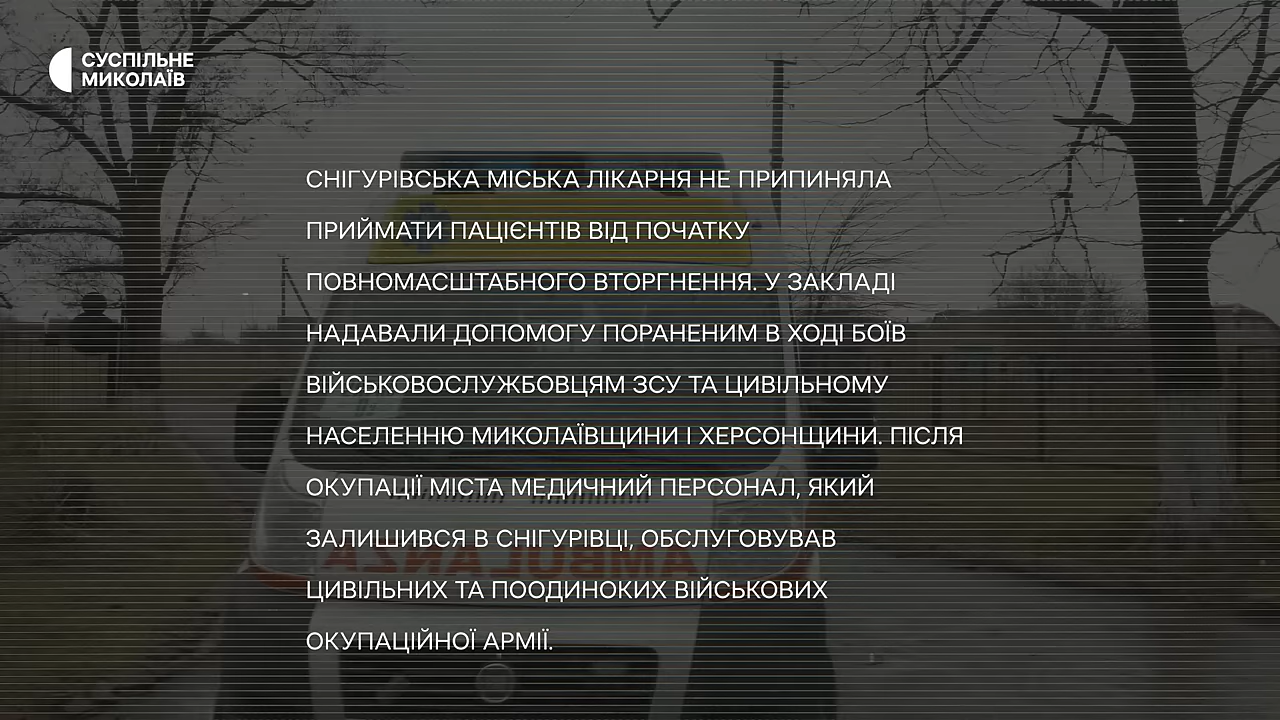 СУСПІЛЬНЕ
МИКОЛАЇВ
СНІГУРІВСЬКА МІСЬКА ЛІКАРНЯ НЕ ПРИПИНЯЛА
ПРИЙМАТИ ПАЦІЄНТІВ ВІД ПОЧАТКУ
ПОВНОМАСШТАБНОГО ВТОРГНЕННЯ. У ЗАКЛАДІ
НАДАВАЛИ ДОПОМОГУ ПОРАНЕНИМ В ХОДІ БОЇВ
ВІЙСЬКОВОСЛУЖБОВЦЯМ ЗСУ ТА ЦИВІЛЬНОМУ
НАСЕЛЕННЮ МИКОЛАЇВЩИНИ І ХЕРСОНЩИНИ. ПІСЛЯ
ОКУПАЦІЇ МІСТА МЕДИЧНИЙ ПЕРСОНАЛ, ЯКИЙ
ЗАЛИШИВСЯ В СНІГУРІВЦІ, ОБСЛУГОВУВАВ
AMBULANZA
ЦИВІЛЬНИХ ТА ПООДИНОКИХ ВІЙСЬКОВИХ
ОКУПАЦІЙНОЇ АРМІЇ.